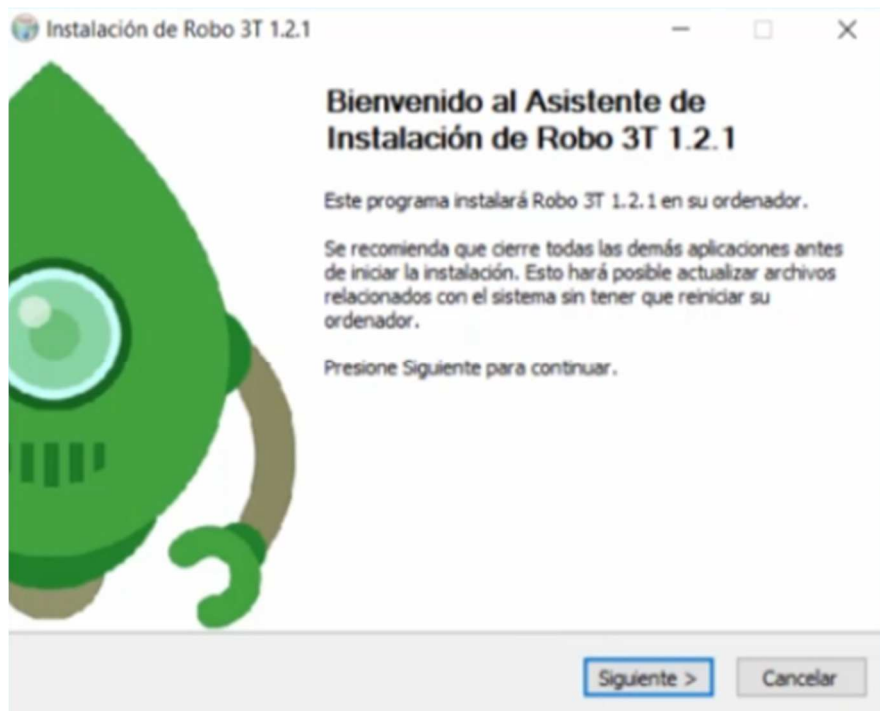 Instalación de Robo 3T 1.2.1
Bienvenido al Asistente de
Instalación de Robo 3T 1.2.1
Este programa instalará Robo 3T 1.2.1 en su ordenador.
Se recomienda que cierre todas las demás aplicaciones antes
de iniciar la instalación. Esto hará posible actualizar archivos
relacionados con el sistema sin tener que reiniciar su
ordenador.
Presione Siguiente para continuar.
Siguiente >
Cancelar